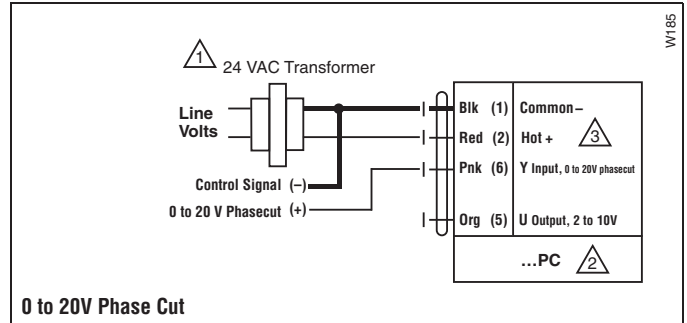 W185
1
24 VAC Transformer
Line
Volts
Blk (1) Common –
Red (2) Hot +
3
Pnk (6) Y Input, 0 to 20V phasecut
Control Signal (–)
0 to 20 V Phasecut (+)
Org (5) U Output, 2 to 10V
...PC
2
0 to 20V Phase Cut